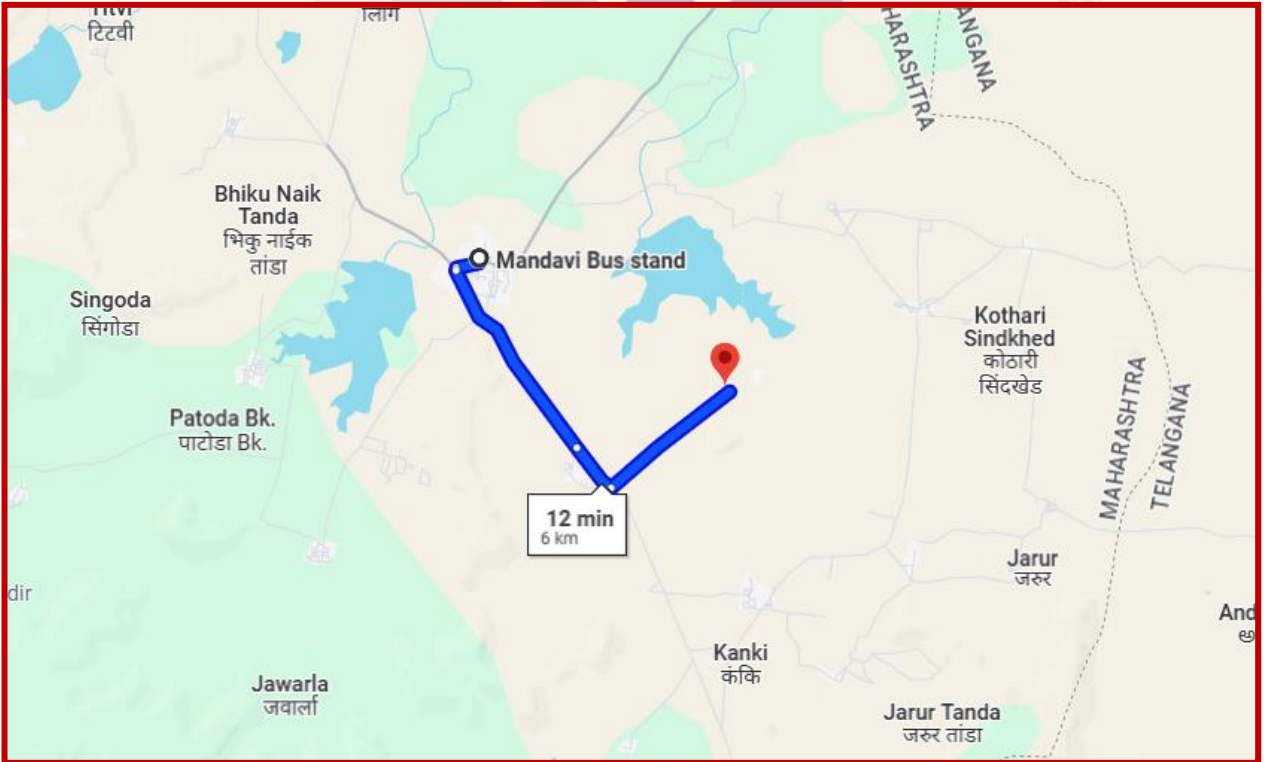 टिटवी
MAHARASHTRA
TELANGANA
Bhiku Naik
Tanda
भिकु नाईक
तांडा
Mandavi Bus stand
Singoda
सिंगोडा
Kothari
Sindkhed
कोठारी
सिंदखेड
Patoda Bk.
पाटोडा Bk.
MAHARASHTRA
TELANGANA
12 min
6 km
Jarur
जरुर
dir
Kanki
कंकि
And
Jawarla
जवार्ला
Jarur Tanda
जरुर तांडा